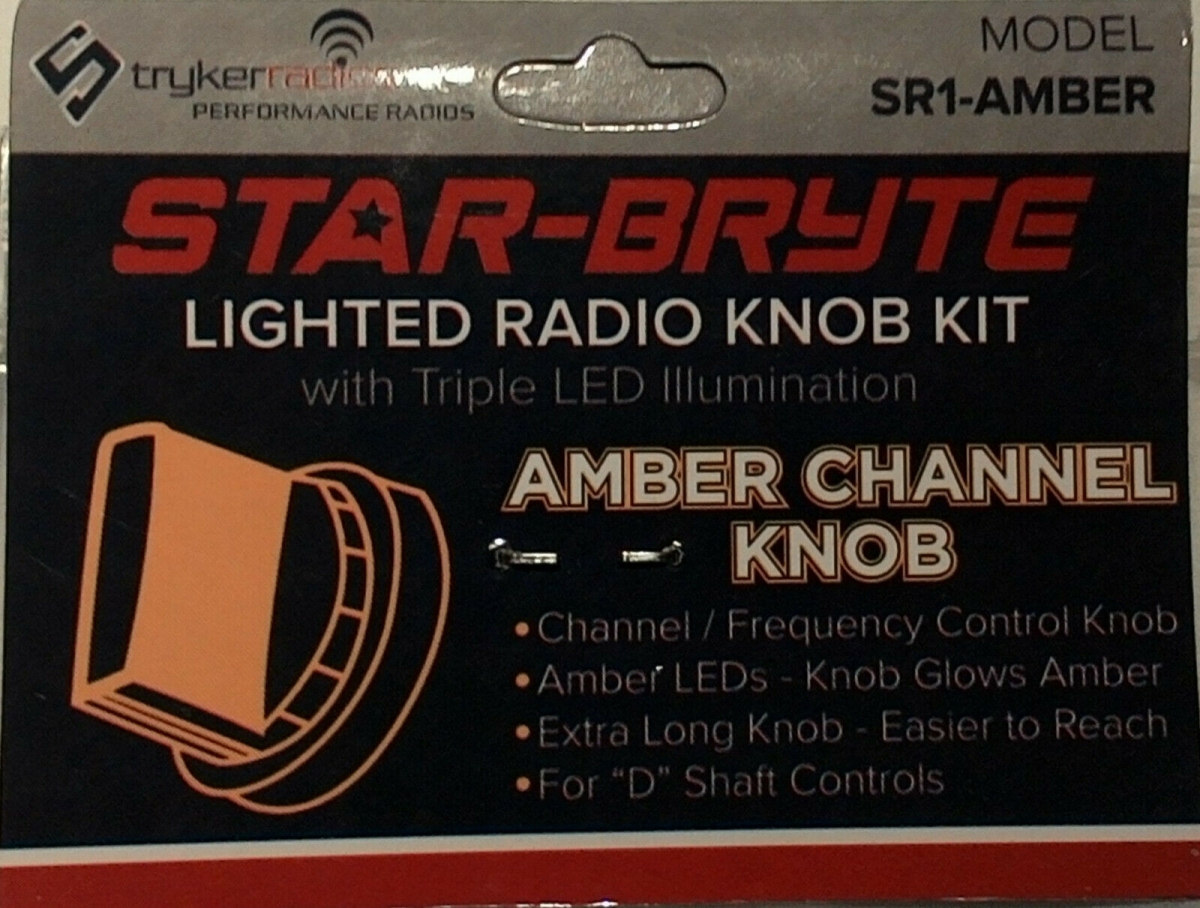 trykerradios
PERFORMANCE RADIOS
MODEL
SR1-AMBER
STAR-BRYTE
LIGHTED RADIO KNOB KIT
with Triple LED Illumination
AMBER CHANNEL
KNOB
•Channel / Frequency Control Knob
•Amber LEDs - Knob Glows Amber
•Extra Long Knob - Easier to Reach
•For “D” Shaft Controls